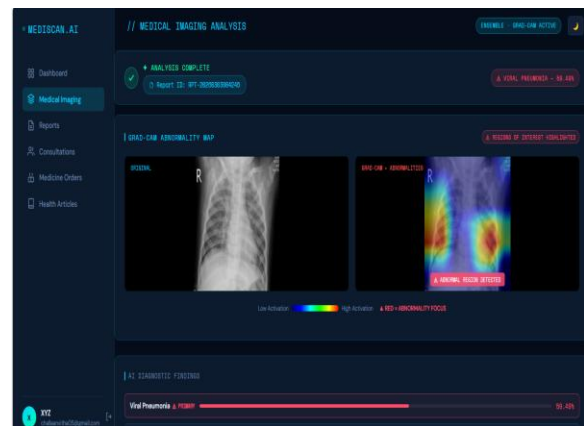 MEDISCAN.AI
// MEDICAL IMAGING ANALYSIS
ENSEMBLE · GRAD-CAM ACTIVE
Dashboard
Medical Imaging
Reports
Consultations
Medicine Orders
Health Articles
ANALYSIS COMPLETE
Report ID:
VIRAL PNEUMONIA
GRAD-CAM ABNORMALITY MAP
REGIONS OF INTEREST HIGHLIGHTED
ORIGINAL
R
GRAD-CAM - ABNORMALITIES
R
ABNORMAL REGION DETECTED
Low Activation
High Activation
RED = ABNORMALITY FOCUS
AI DIAGNOSTIC FINDINGS
Viral Pneumonia PRIMARY
X
XYZ